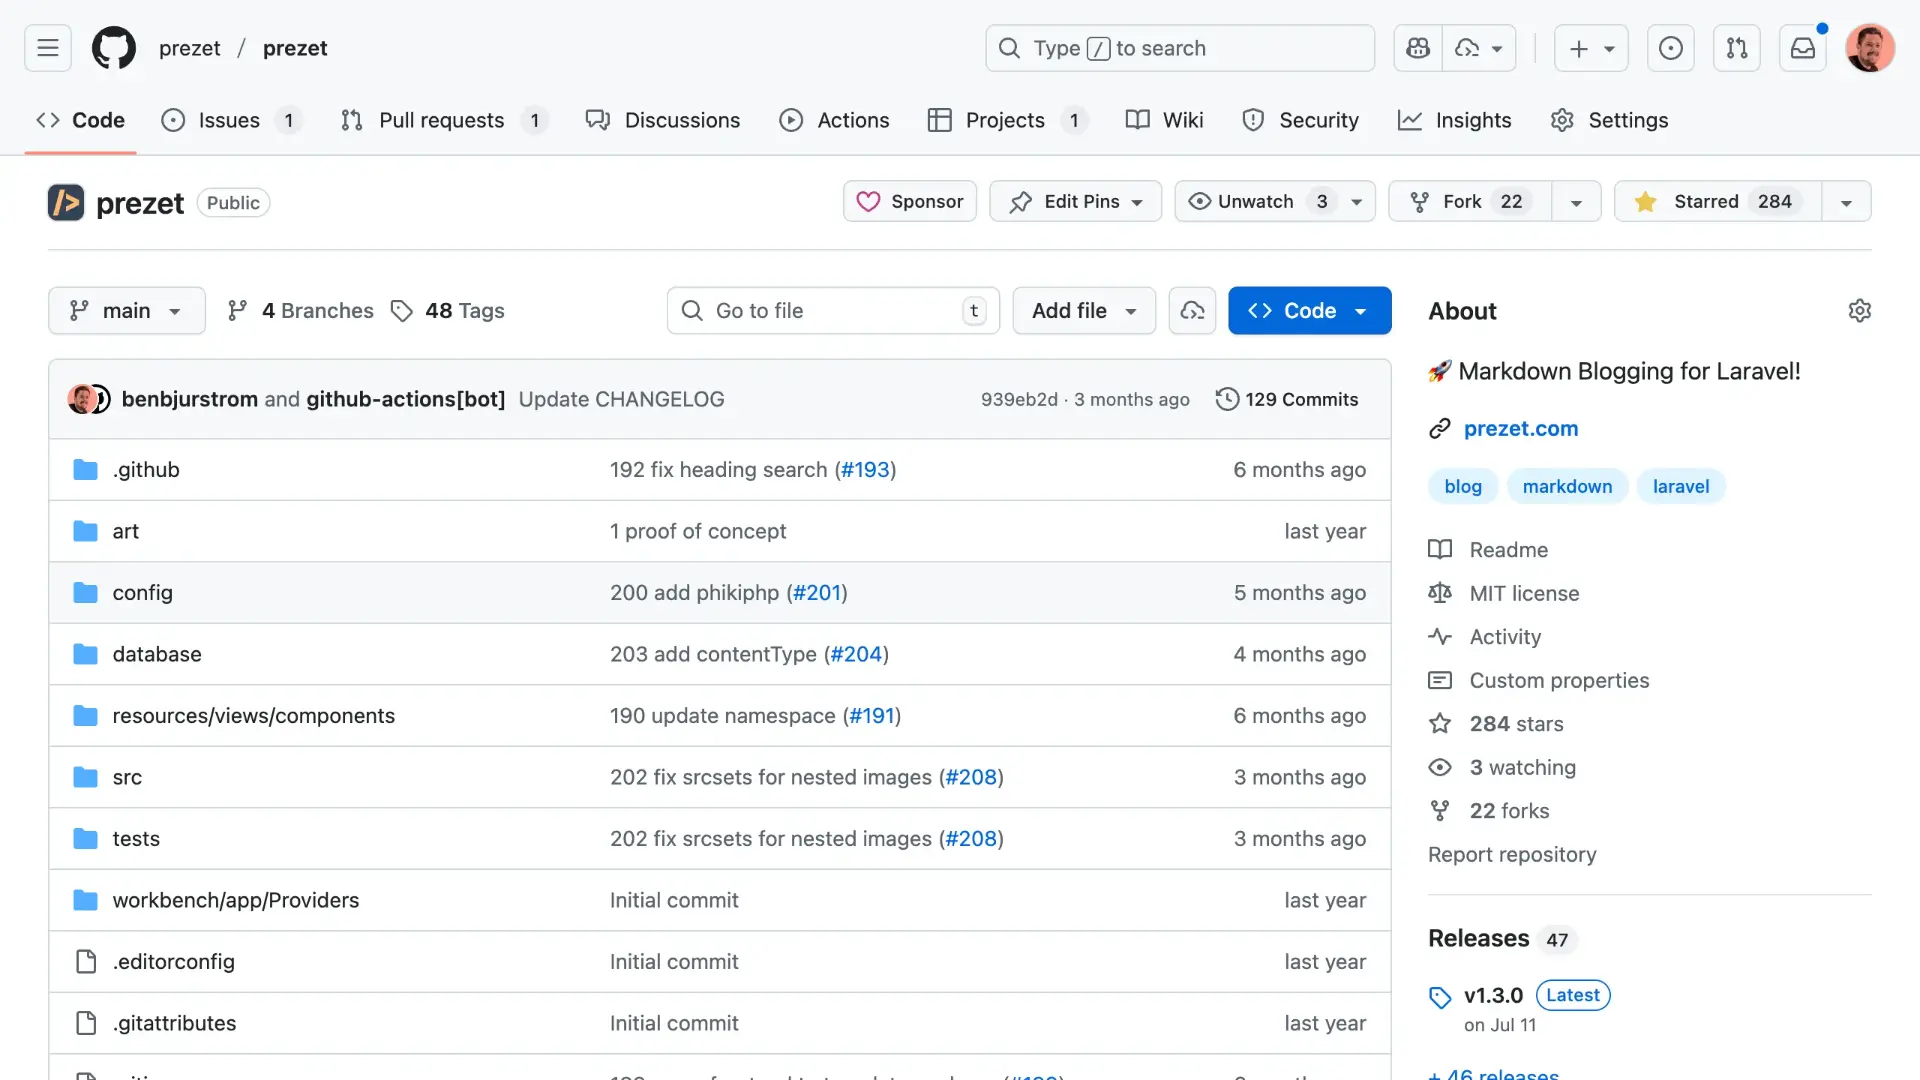 prezet / prezet
Type / to search
Code
Issues 1
Pull requests 1
Discussions
Actions
Projects 1
Wiki
Security
Insights
Settings
prezet Public
Sponsor
Edit Pins
Unwatch 3
Fork 22
Starred 284
main
4 Branches
48 Tags
Go to file t
Add file
Code
benbjurstrom and github-actions[bot] Update CHANGELOG 939eb2d · 3 months ago 129 Commits
.github 192 fix heading search (#193) 6 months ago
art 1 proof of concept last year
config 200 add phikiphp (#201) 5 months ago
database 203 add contentType (#204) 4 months ago
resources/views/components 190 update namespace (#191) 6 months ago
src 202 fix srcsets for nested images (#208) 3 months ago
tests 202 fix srcsets for nested images (#208) 3 months ago
workbench/app/Providers Initial commit last year
.editorconfig Initial commit last year
.gitattributes Initial commit last year
About
🚀 Markdown Blogging for Laravel!
prezet.com
blog markdown laravel
Readme
MIT license
Activity
Custom properties
284 stars
3 watching
22 forks
Report repository
Releases 47
v1.3.0 Latest
on Jul 11
+ 46 releases